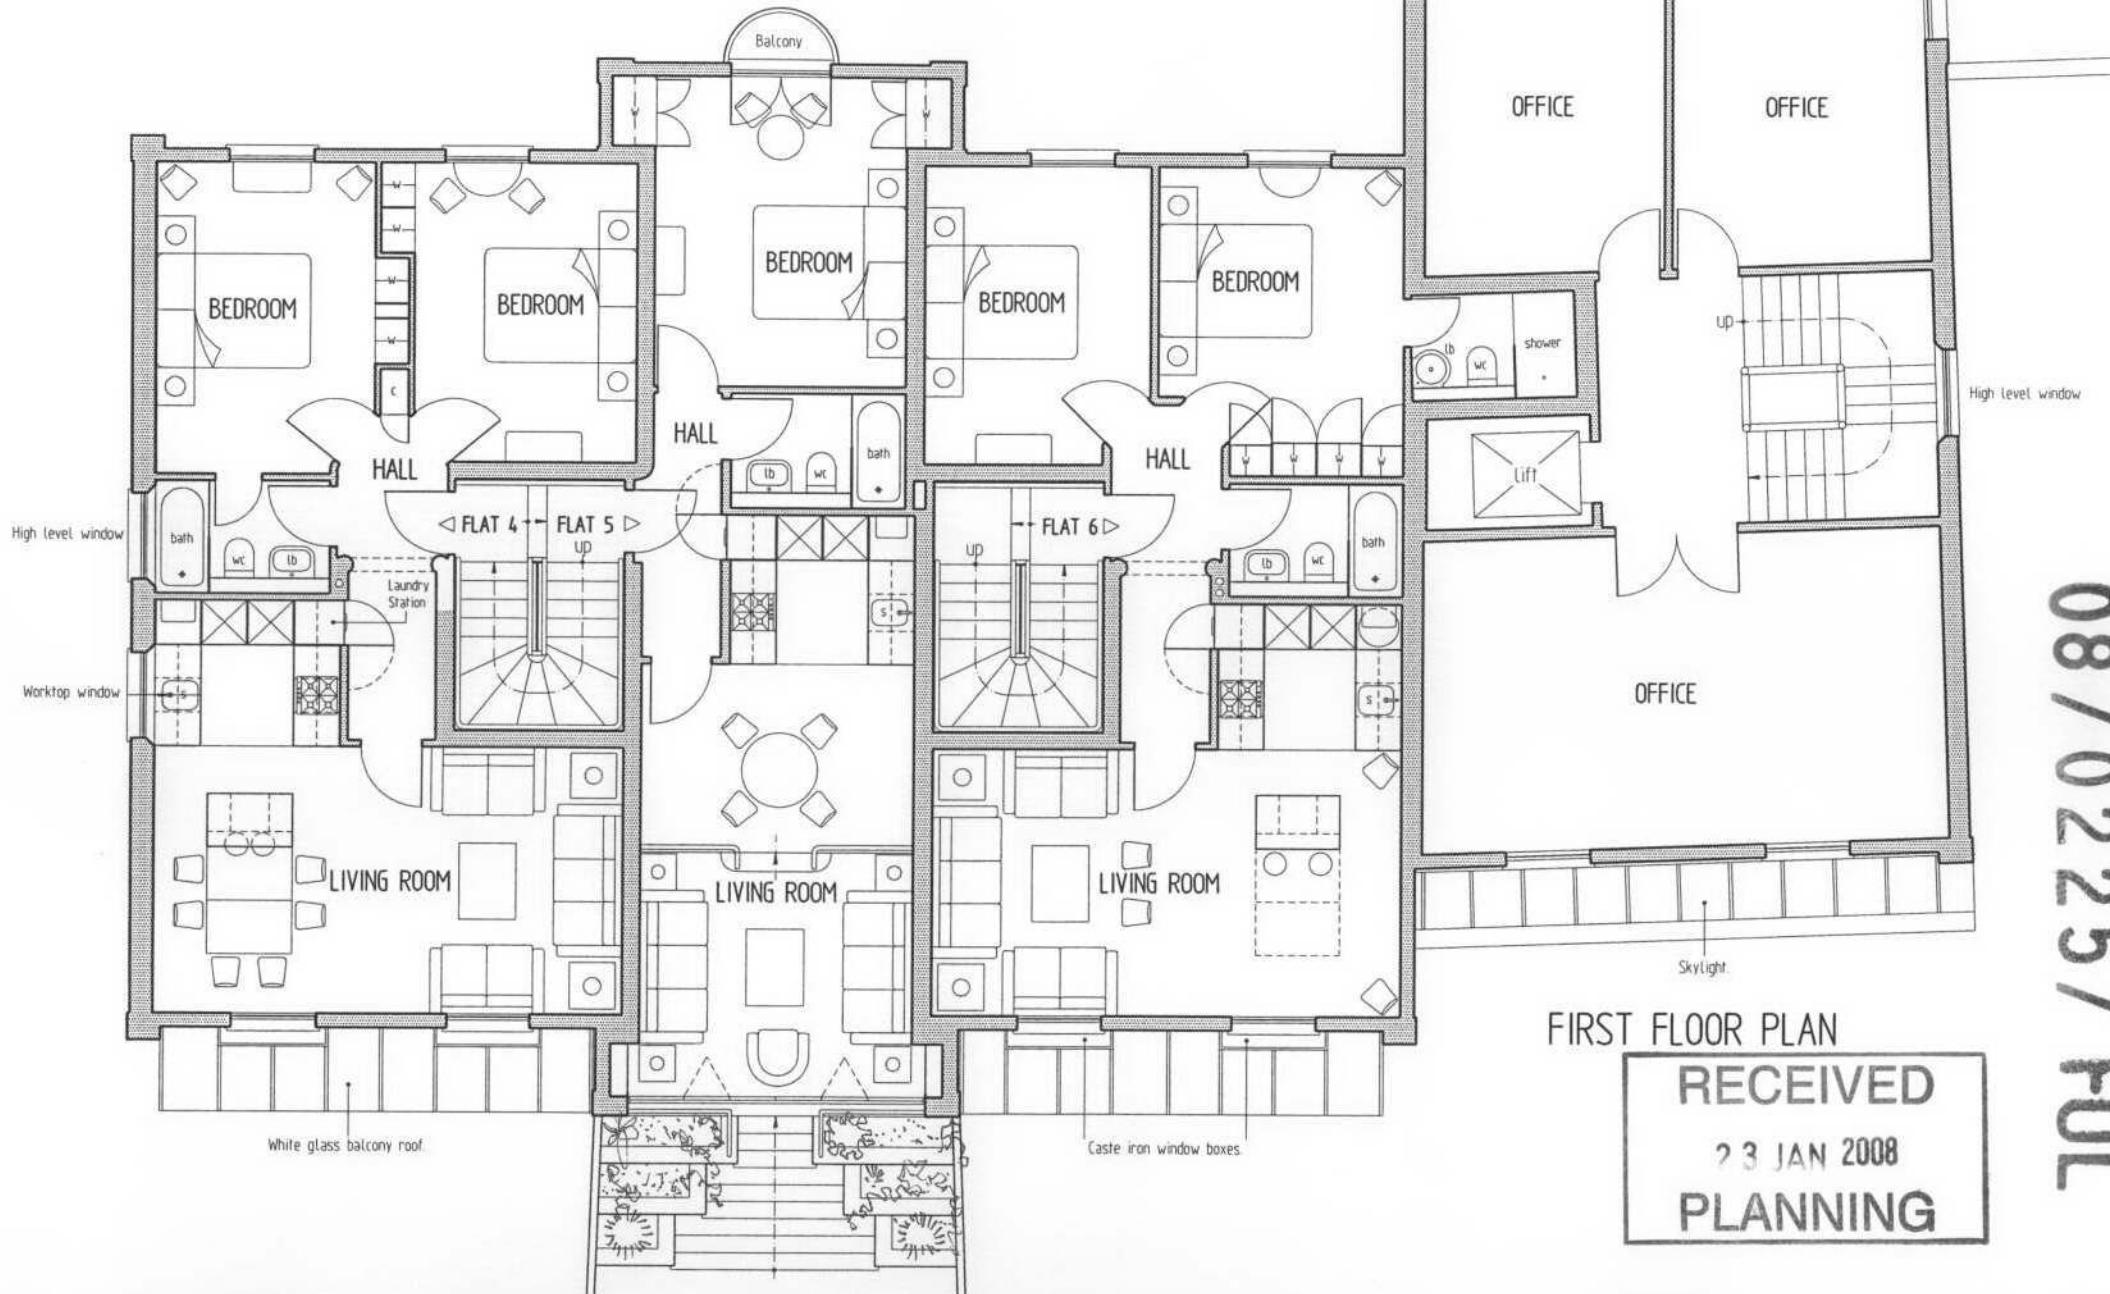 Balcony
OFFICE
OFFICE
W
W
W
W
W
W
BEDROOM
BEDROOM
BEDROOM
BEDROOM
BEDROOM
C
HALL
HALL
HALL
UP
lb
wc
shower
High level window
bath
lb
wc
W
W
W
W
Lift
High level window
bath
wc
lb
FLAT 4
FLAT 5
UP
FLAT 6
UP
lb
wc
bath
Laundry
Station
S
S
S
Worktop window
OFFICE
LIVING ROOM
LIVING ROOM
LIVING ROOM
Skylight.
White glass balcony roof.
Caste iron window boxes.
FIRST FLOOR PLAN
RECEIVED
23 JAN 2008
PLANNING
08/02257/FUL